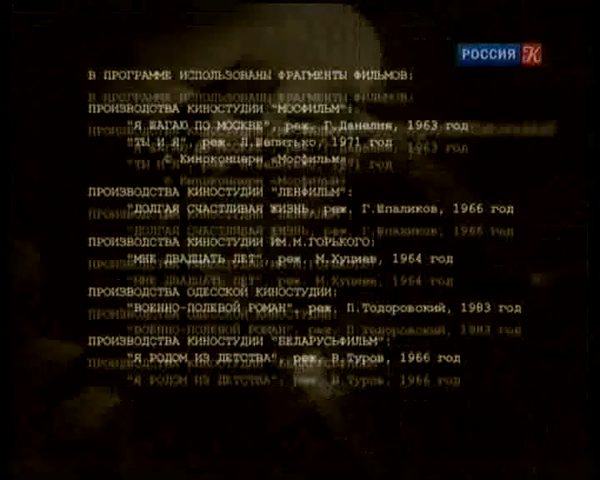 РОССИЯ К
В ПРОГРАММЕ ИСПОЛЬЗОВАНЫ ФРАГМЕНТЫ ФИЛЬМОВ:
ПРОИЗВОДСТВА КИНОСТУДИИ "МОСФИЛЬМ":
"Я ШАГАЮ ПО МОСКВЕ", реж. Г.Данелия, 1963 год
"ТЫ И Я", реж. Л.Шепитько, 1971 год
© Киноконцерн «Мосфильм»
ПРОИЗВОДСТВА КИНОСТУДИИ "ЛЕНФИЛЬМ":
"ДОЛГАЯ СЧАСТЛИВАЯ ЖИЗНЬ, реж. Г.Шпаликов, 1966 год
ПРОИЗВОДСТВА КИНОСТУДИИ ИМ.М.ГОРЬКОГО:
"МНЕ ДВАДЦАТЬ ЛЕТ", реж. М.Хуциев, 1964 год
ПРОИЗВОДСТВА ОДЕССКОЙ КИНОСТУДИИ:
"ВОЕННО-ПОЛЕВОЙ РОМАН", реж. П.Тодоровский, 1983 год
ПРОИЗВОДСТВА КИНОСТУДИИ "БЕЛАРУСЬФИЛЬМ":
"Я РОДОМ ИЗ ДЕТСТВА", реж. В.Туров, 1966 год